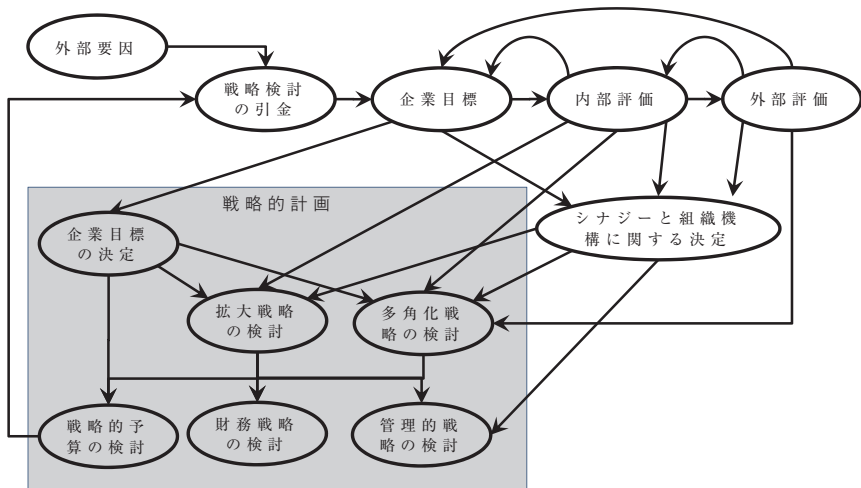 外部要因
戦略検討
の引金
企業目標
内部評価
外部評価
戦略的計画
シナジーと組織機
構に関する決定
企業目標
の決定
拡大戦略
の検討
多角化戦
略の検討
戦略的予
算の検討
財務戦略
の検討
管理的戦
略の検討